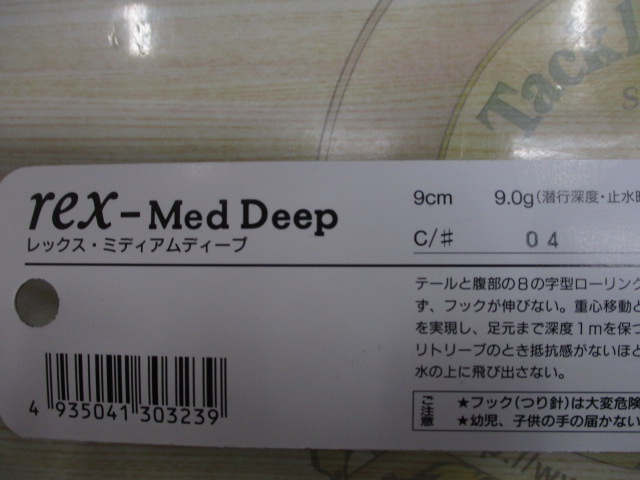 Tackl
S
rex-Med Deep
レックス・ミディアムディープ
9cm 9.0g(潜行深度・止水時
C/# 04
テールと腹部の8の字型ローリング
ず、フックが伸びない。重心移動と
を実現し、足元まで深度1mを保つ
リトリーブのとき抵抗感がないほと
水の上に飛び出さない。
ご注意
★フック(つり針)は大変危険
★幼児、子供の手の届かない
4 935041 303239
//www